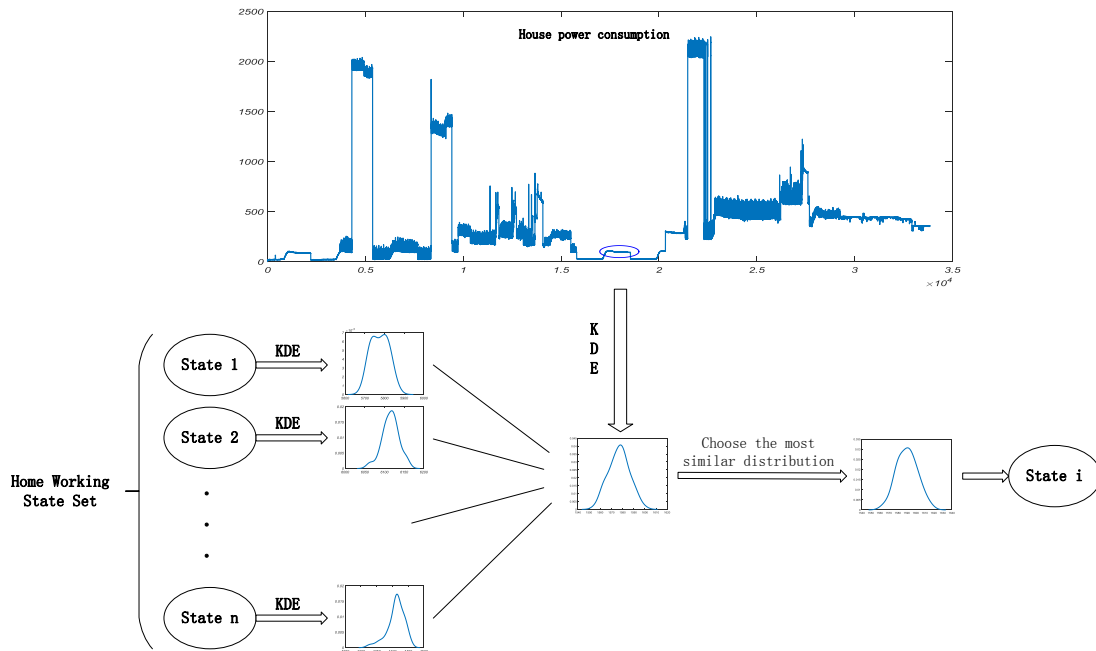 House power consumption
2500
2000
1500
1000
500
0
0
0.5
1
1.5
2
2.5
3
3.5
×10⁴
K
D
E
State 1
KDE
State 2
KDE
Home Working
State Set
State n
KDE
Choose the most
similar distribution
State i